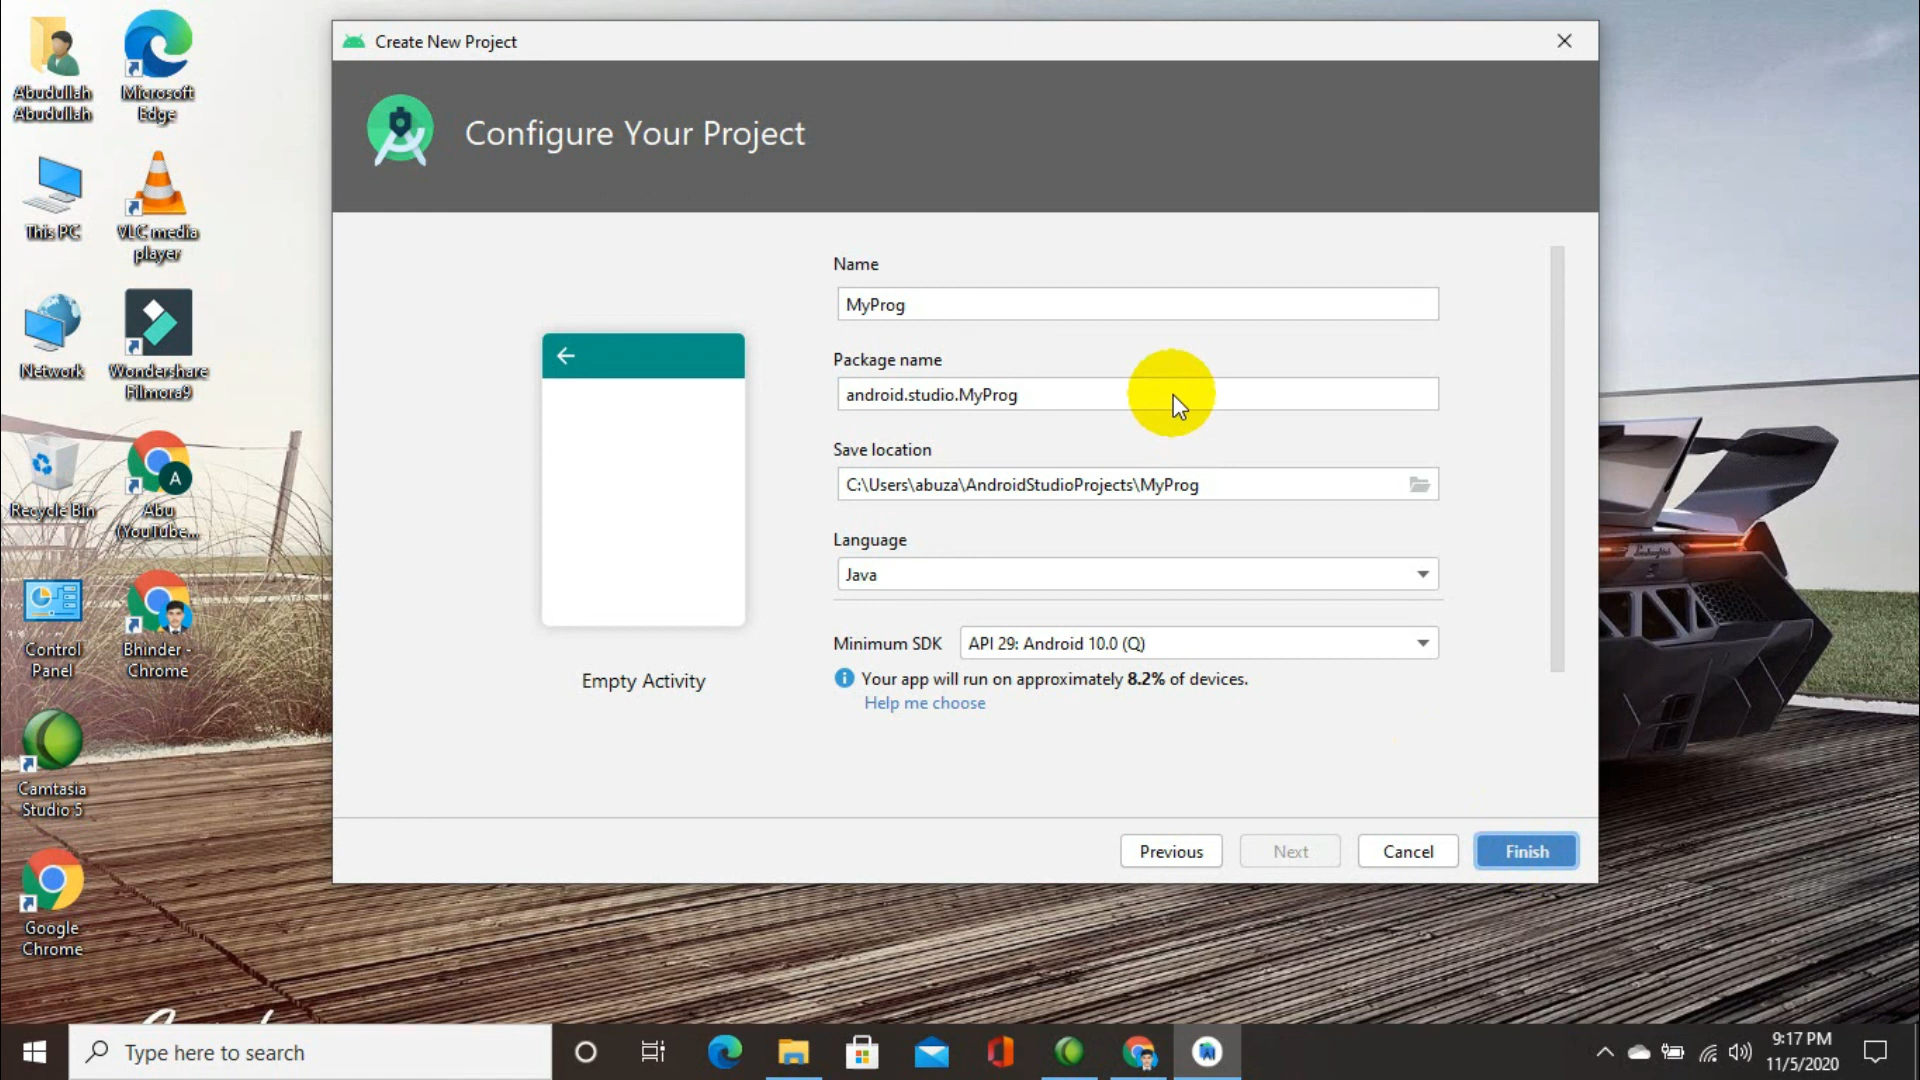 Abudullah
Abudullah
Microsoft
Edge
This PC
VLC media
player
Network
Wondershare
Filmora9
Recycle Bin
A
Abu
(YouTube...
Control
Panel
Bhinder -
Chrome
Camtasia
Studio 5
Google
Chrome
Create New Project
Configure Your Project
Name
MyProg
Package name
android.studio.MyProg
Save location
C:\Users\abuza\AndroidStudioProjects\MyProg
Language
Java
Minimum SDK
API 29: Android 10.0 (Q)
Your app will run on approximately 8.2% of devices.
Help me choose
Empty Activity
Previous
Next
Cancel
Finish
Type here to search
9:17 PM
11/5/2020